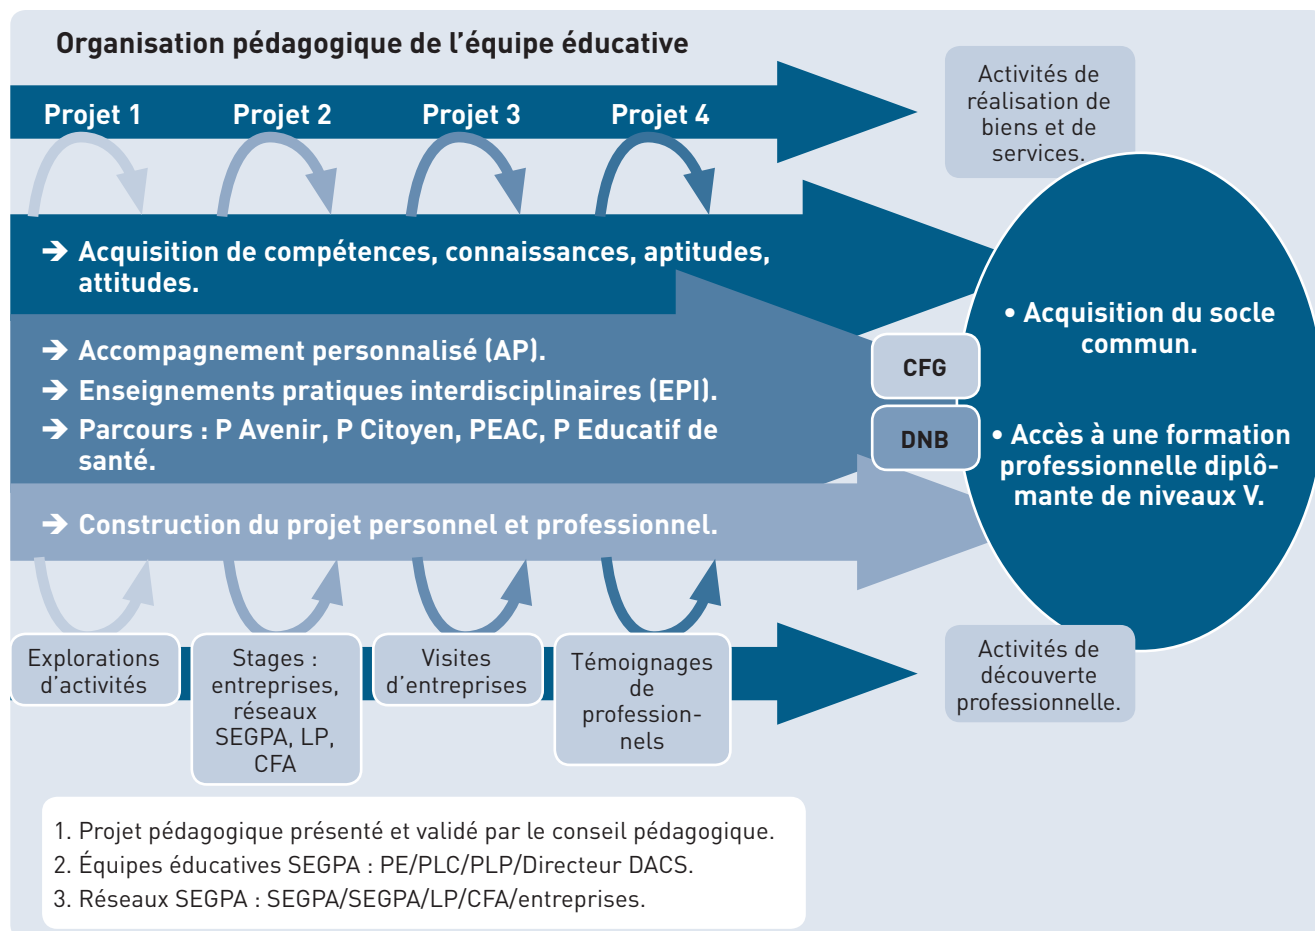 Organisation pédagogique de l'équipe éducative
Activités de
réalisation de
biens et de
services.
Projet 1
Projet 2
Projet 3
Projet 4
➔ Acquisition de compétences, connaissances, aptitudes,
attitudes.
➔ Accompagnement personnalisé (AP).
➔ Enseignements pratiques interdisciplinaires (EPI).
➔ Parcours : P Avenir, P Citoyen, PEAC, P Educatif de
santé.
➔ Construction du projet personnel et professionnel.
CFG
DNB
• Acquisition du socle
commun.
• Accès à une formation
professionnelle diplô-
mante de niveaux V.
Explorations
d'activités
Stages :
entreprises,
réseaux
SEGPA, LP,
CFA
Visites
d'entreprises
Témoignages
de
profession-
nels
Activités de
découverte
professionnelle.
1. Projet pédagogique présenté et validé par le conseil pédagogique.
2. Équipes éducatives SEGPA : PE/PLC/PLP/Directeur DACS.
3. Réseaux SEGPA : SEGPA/SEGPA/LP/CFA/entreprises.